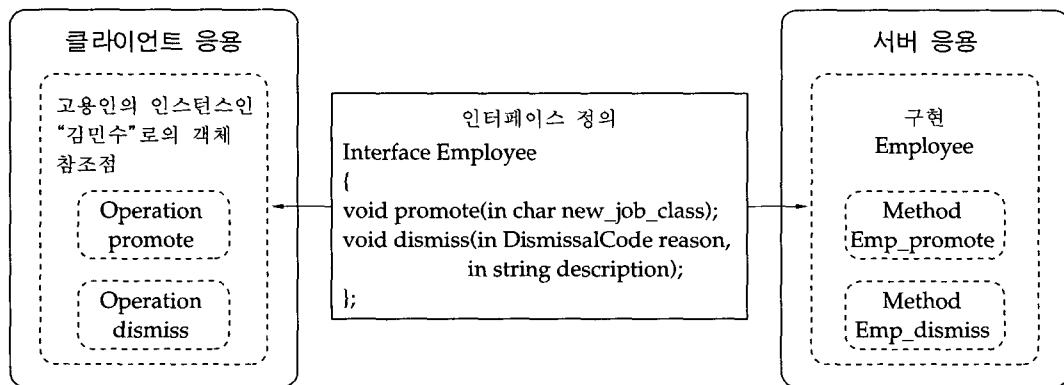 클라이언트 응용
고용인의 인스턴스인
"김민수"로의 객체
참조점
Operation
promote
Operation
dismiss
인터페이스 정의
Interface Employee
{
void promote(in char new_job_class);
void dismiss(in DismissalCode reason,
in string description);
};
서버 응용
구현
Employee
Method
Emp_promote
Method
Emp_dismiss